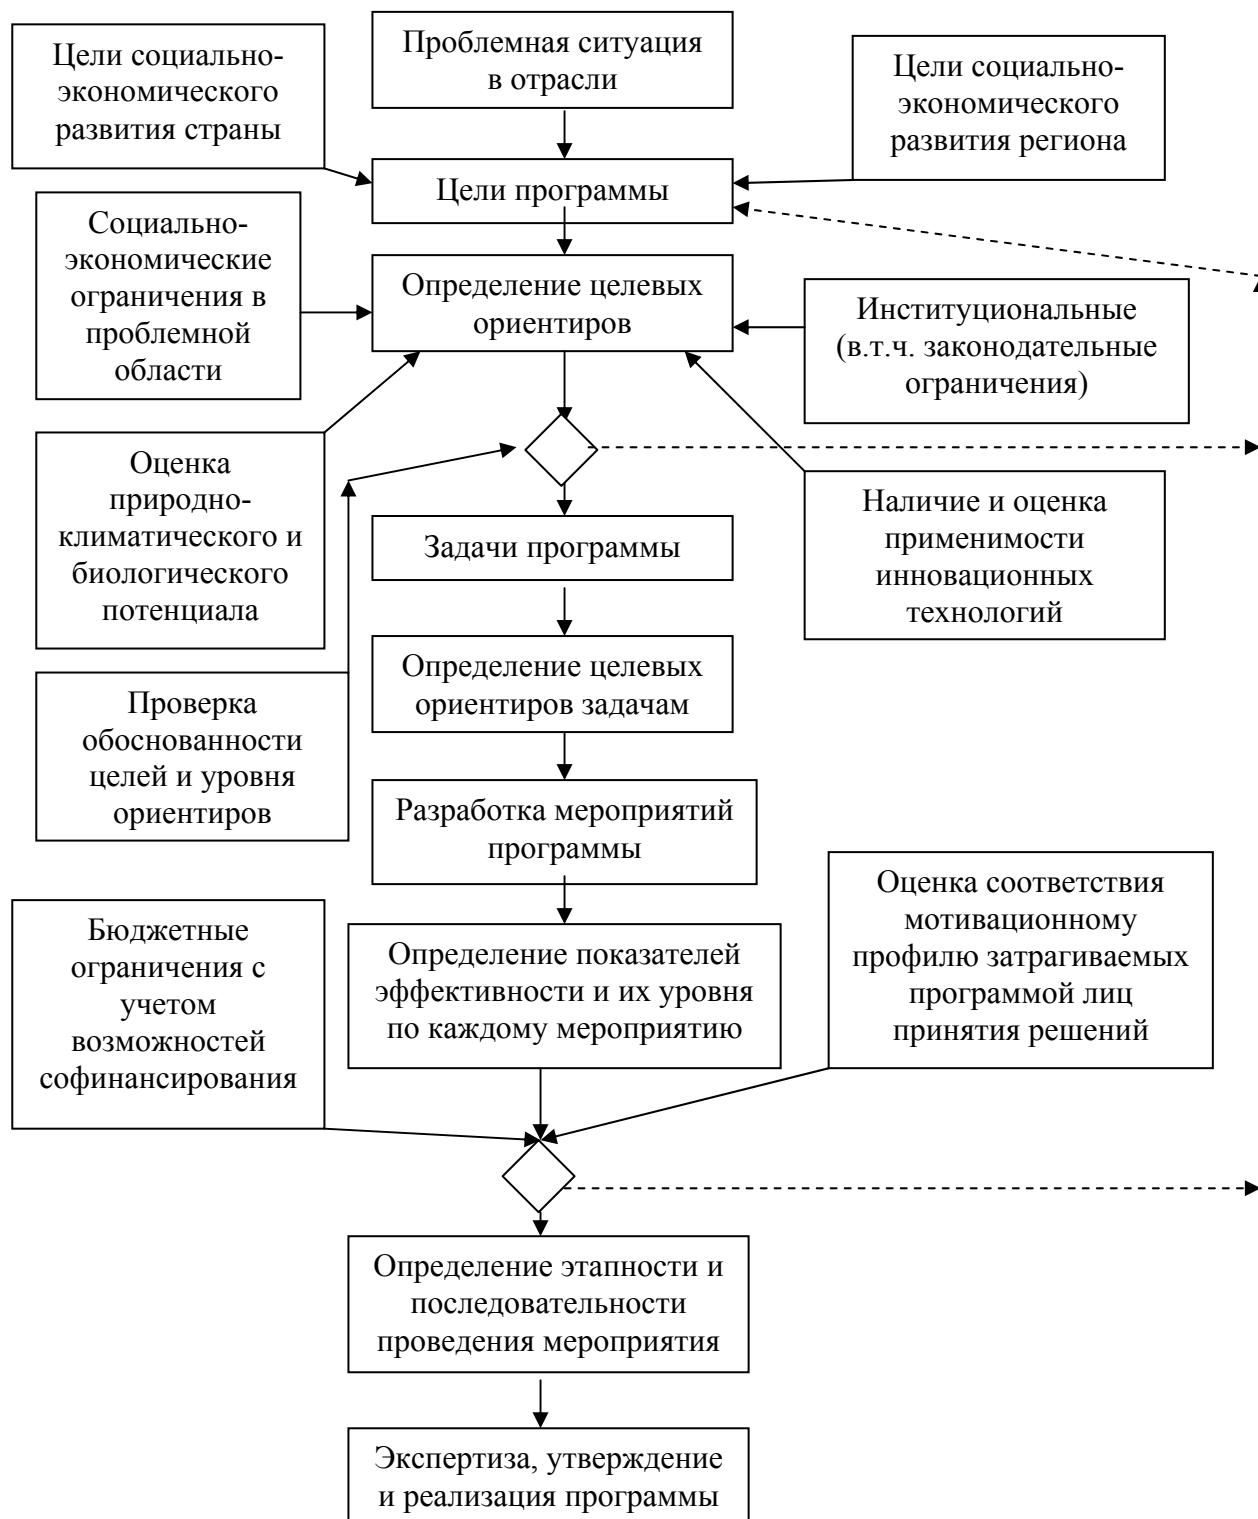 Цели социально-
экономического
развития страны
Проблемная ситуация
в отрасли
Цели социально-
экономического
развития региона
Цели программы
Социально-
экономические
ограничения в
проблемной
области
Определение целевых
ориентиров
Институциональные
(в.т.ч. законодательные
ограничения)
Оценка
природно-
климатического и
биологического
потенциала
Наличие и оценка
применимости
инновационных
технологий
Задачи программы
Определение целевых
ориентиров задачам
Проверка
обоснованности
целей и уровня
ориентиров
Разработка мероприятий
программы
Бюджетные
ограничения с
учетом
возможностей
софинансирования
Определение показателей
эффективности и их уровня
по каждому мероприятию
Оценка соответствия
мотивационному
профилю затрагиваемых
программой лиц
принятия решений
Определение этапности и
последовательности
проведения мероприятия
Экспертиза, утверждение
и реализация программы